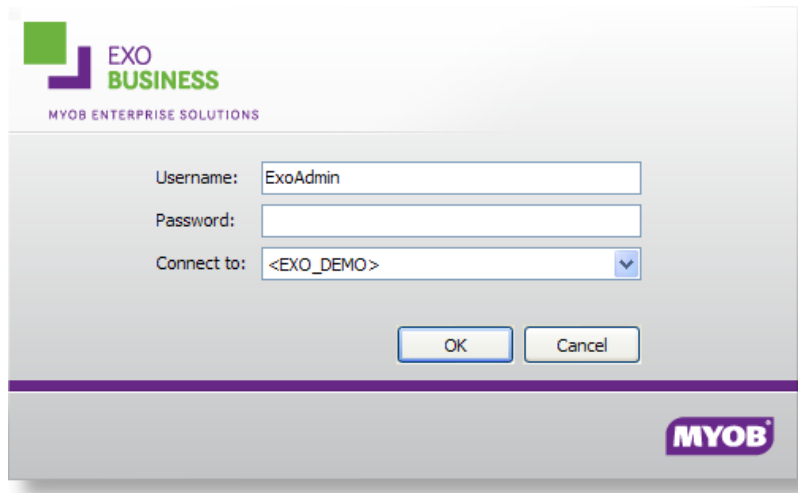 EXO
BUSINESS
MYOB ENTERPRISE SOLUTIONS
Username: ExoAdmin
Password:
Connect to: <EXO_DEMO>
OK Cancel
MYOB®